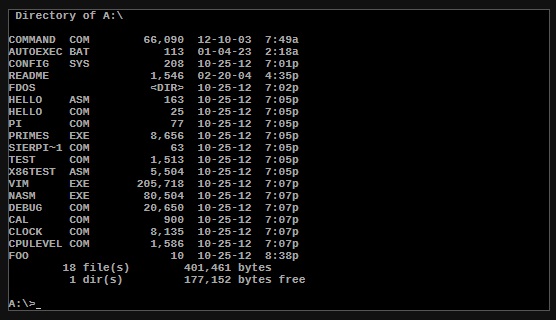 Directory of A:\
COMMAND  COM        66,090  12-10-03  7:49a
AUTOEXEC BAT           113  01-04-23  2:18a
CONFIG   SYS           208  10-25-12  7:01p
README               1,546  02-20-04  4:35p
FDOS                 <DIR>  10-25-12  7:02p
HELLO    ASM           163  10-25-12  7:05p
HELLO    COM            25  10-25-12  7:05p
PI       COM            77  10-25-12  7:05p
PRIMES   EXE         8,656  10-25-12  7:05p
SIERPI~1 COM            63  10-25-12  7:05p
TEST     COM         1,513  10-25-12  7:05p
X86TEST  ASM         5,504  10-25-12  7:05p
VIM      EXE       205,718  10-25-12  7:07p
NASM     EXE        80,504  10-25-12  7:07p
DEBUG    COM        20,650  10-25-12  7:07p
CAL      COM           900  10-25-12  7:07p
CLOCK    COM         8,135  10-25-12  7:07p
CPULEVEL COM         1,586  10-25-12  7:07p
FOO                     10  10-25-12  8:38p
18 file(s)        401,461 bytes
1 dir(s)         177,152 bytes free
A:\>_